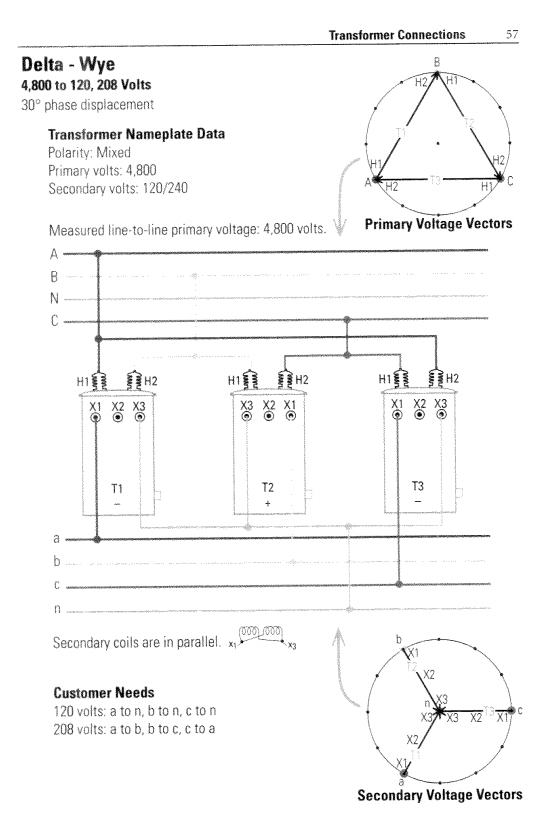 Transformer Connections 57
Delta - Wye
4,800 to 120, 208 Volts
30° phase displacement
Transformer Nameplate Data
Polarity: Mixed
Primary volts: 4,800
Secondary volts: 120/240
Measured line-to-line primary voltage: 4,800 volts.
B
H2 H1
T1 T2
H1 H2
A H2 T3 H1 C
Primary Voltage Vectors
A
B
N
C
H1 H2 H1 H2 H1 H2
X1 X2 X3 X3 X2 X1 X1 X2 X3
T1 T2 T3
– + –
a
b
c
n
Secondary coils are in parallel. X1 X3
Customer Needs
120 volts: a to n, b to n, c to n
208 volts: a to b, b to c, c to a
b
X1
T2
X2
n X3
X3 X3 X2 T3 X1 c
X2
T1
X1
a
Secondary Voltage Vectors